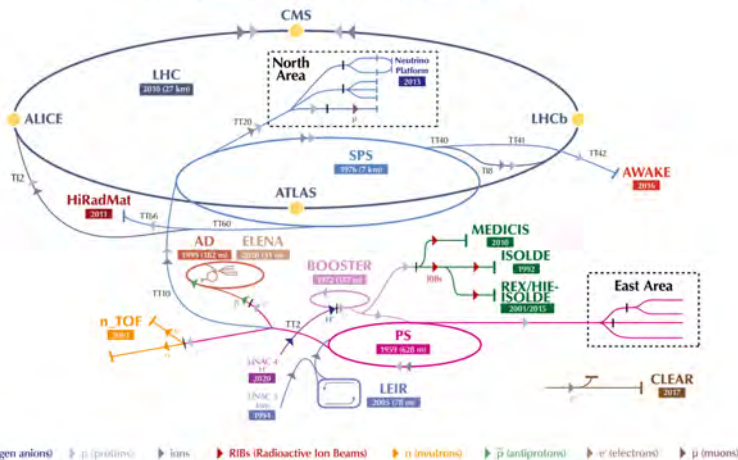 CMS
LHC
2010 (27 km)
North
Area
Neutrino
Platform
2013
μ
ALICE
LHCb
TT20
TT40
TT41
TI8
TT42
SPS
1976 (7 km)
AWAKE
2016
TI2
HiRadMat
2011
TT66
ATLAS
TT60
AD
1999 (182 m)
ELENA
TT10
MEDICIS
2010
ISOLDE
1992
RIBs
REX/HIE-
ISOLDE
2001/2015
BOOSTER
1972 (157 m)
East Area
n_TOF
TT2
H-
PS
1959 (628 m)
LINAC 4
2020
LINAC 3
Ions
1994
LEIR
2005 (78 m)
CLEAR
2017
gen anions)
p (protons)
ions
RIBs (Radioactive Ion Beams)
n (neutrons)
p̅ (antiprotons)
e- (electrons)
μ (muons)